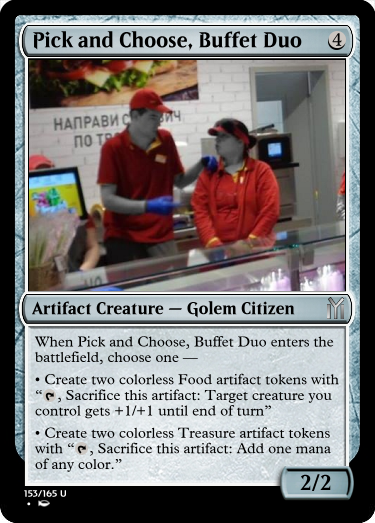 Pick and Choose, Buffet Duo 4
НАПРАВИ СЕ
ПО
Artifact Creature — Golem Citizen
When Pick and Choose, Buffet Duo enters the
battlefield, choose one —
• Create two colorless Food artifact tokens with
“, Sacrifice this artifact: Target creature you
control gets +1/+1 until end of turn”
• Create two colorless Treasure artifact tokens
with “, Sacrifice this artifact: Add one mana
of any color.”
2/2
153/165 U